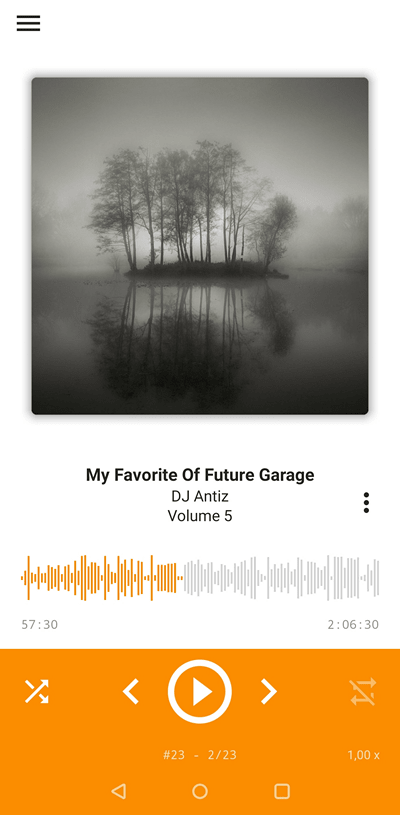 My Favorite Of Future Garage
DJ Antiz
Volume 5
57:30
2:06:30
#23 - 2/23
1,00 x